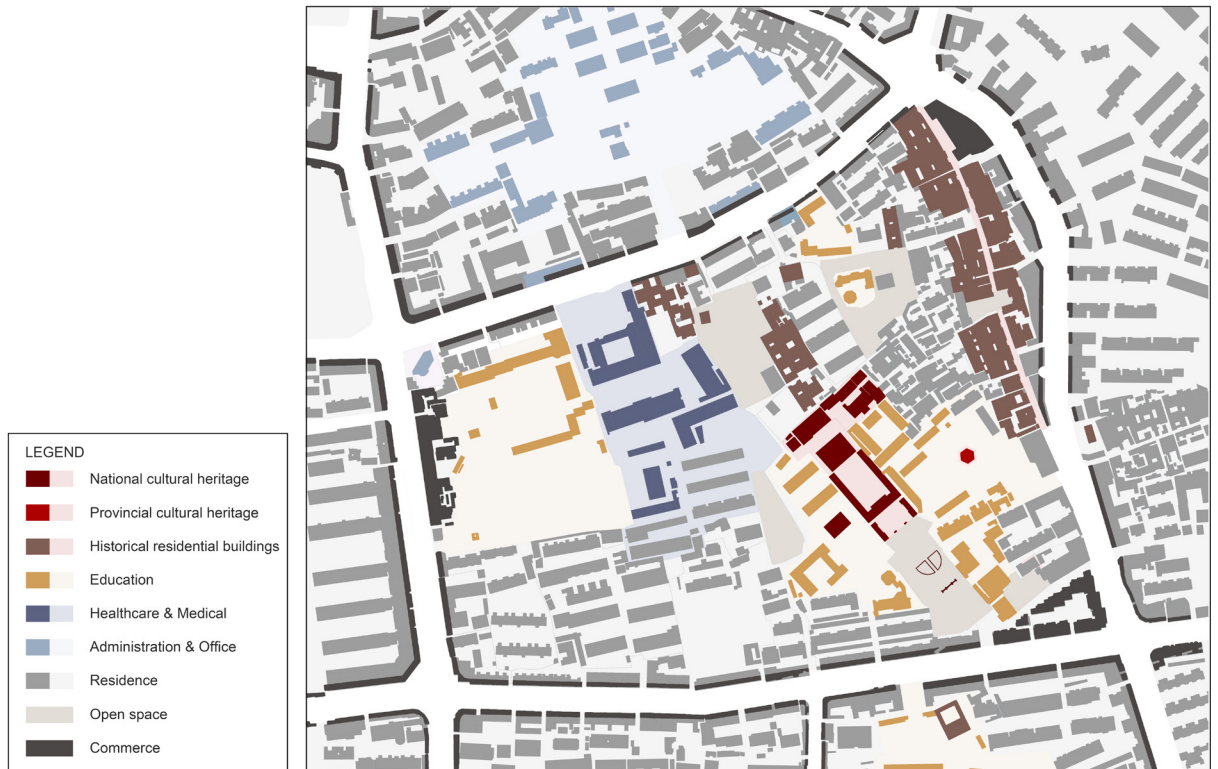 LEGEND
National cultural heritage
Provincial cultural heritage
Historical residential buildings
Education
Healthcare & Medical
Administration & Office
Residence
Open space
Commerce